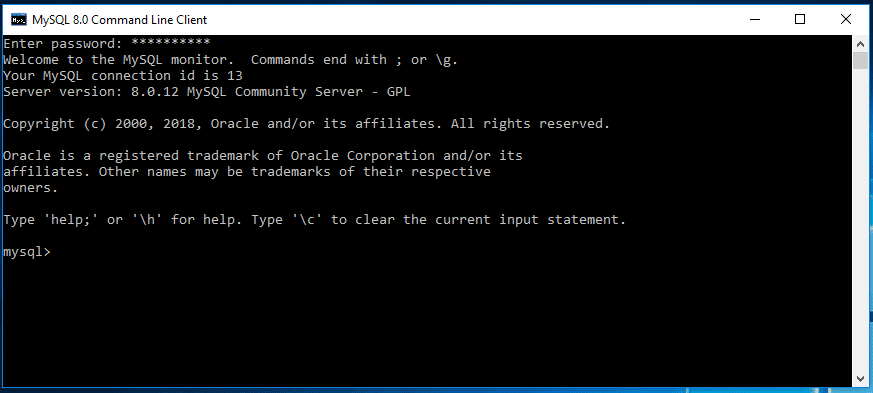 MySQL 8.0 Command Line Client
Enter password: **********
Welcome to the MySQL monitor.  Commands end with ; or \g.
Your MySQL connection id is 13
Server version: 8.0.12 MySQL Community Server - GPL
Copyright (c) 2000, 2018, Oracle and/or its affiliates. All rights reserved.
Oracle is a registered trademark of Oracle Corporation and/or its
affiliates. Other names may be trademarks of their respective
owners.
Type 'help;' or '\h' for help. Type '\c' to clear the current input statement.
mysql>